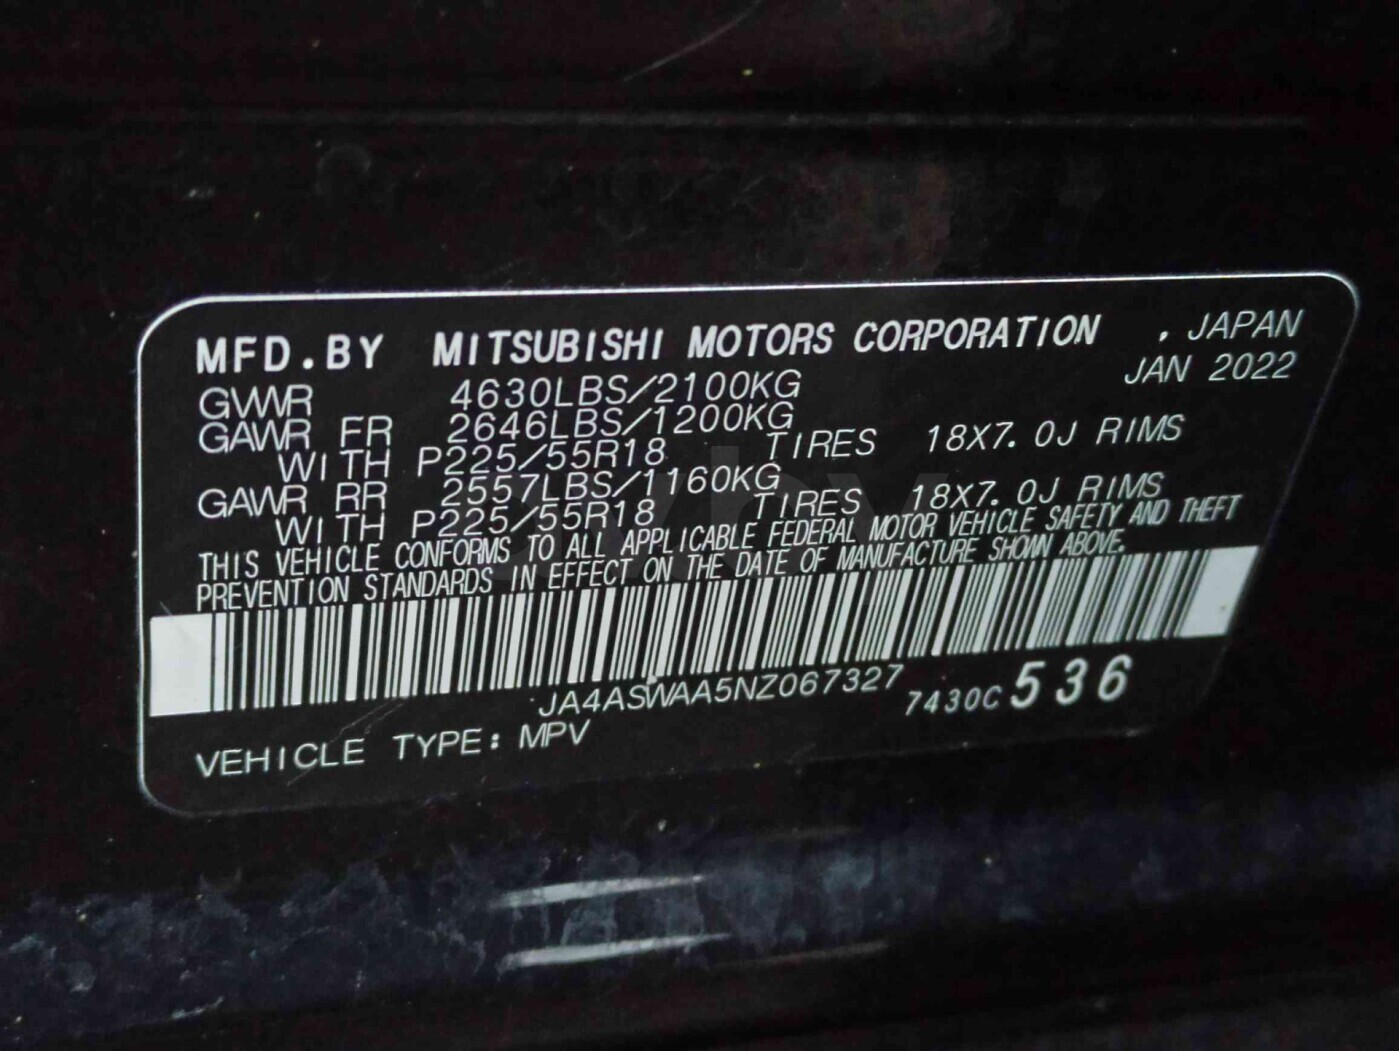 MFD.BY MITSUBISHI MOTORS CORPORATION , JAPAN
JAN 2022
GVWR 4630LBS/2100KG
GAWR FR 2646LBS/1200KG
WITH P225/55R18 TIRES 18X7.0J RIMS
GAWR RR 2557LBS/1160KG
WITH P225/55R18 TIRES 18X7.0J RIMS
THIS VEHICLE CONFORMS TO ALL APPLICABLE FEDERAL MOTOR VEHICLE SAFETY AND THEFT
PREVENTION STANDARDS IN EFFECT ON THE DATE OF MANUFACTURE SHOWN ABOVE.
JA4ASWAA5NZ067327 7430C 536
VEHICLE TYPE: MPV